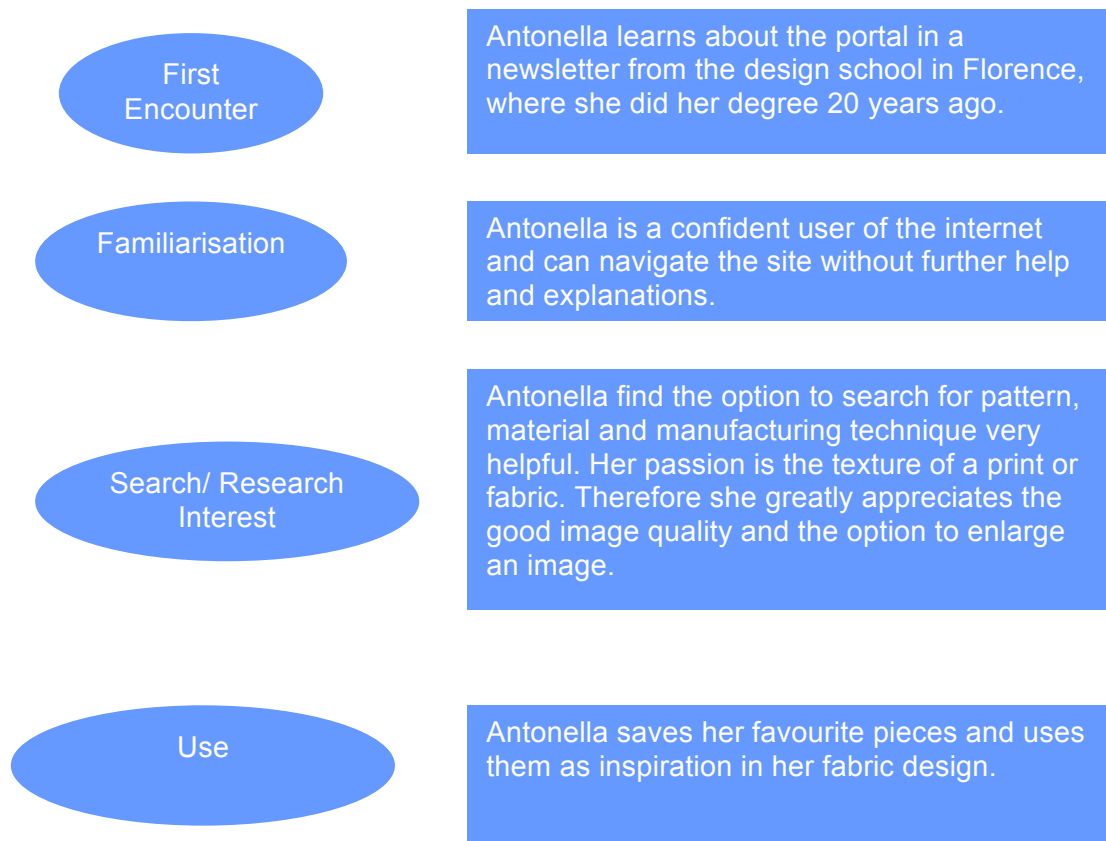 First
Encounter
Antonella learns about the portal in a
newsletter from the design school in Florence,
where she did her degree 20 years ago.
Familiarisation
Antonella is a confident user of the internet
and can navigate the site without further help
and explanations.
Search/ Research
Interest
Antonella find the option to search for pattern,
material and manufacturing technique very
helpful. Her passion is the texture of a print or
fabric. Therefore she greatly appreciates the
good image quality and the option to enlarge
an image.
Use
Antonella saves her favourite pieces and uses
them as inspiration in her fabric design.